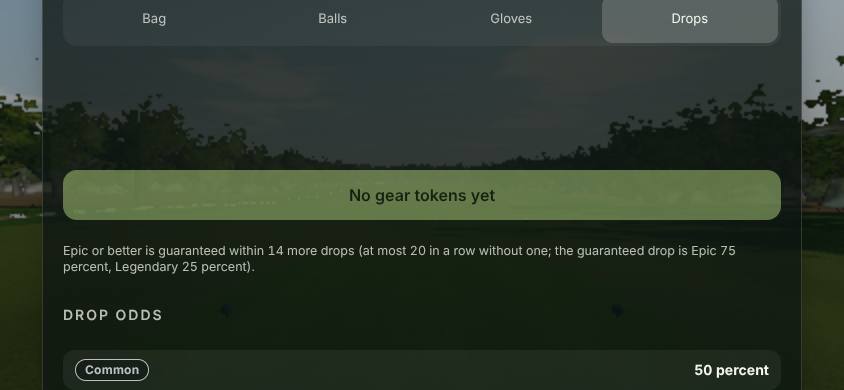 Bag
Balls
Gloves
Drops
No gear tokens yet
Epic or better is guaranteed within 14 more drops (at most 20 in a row without one; the guaranteed drop is Epic 75
percent, Legendary 25 percent).
DROP ODDS
Common
50 percent